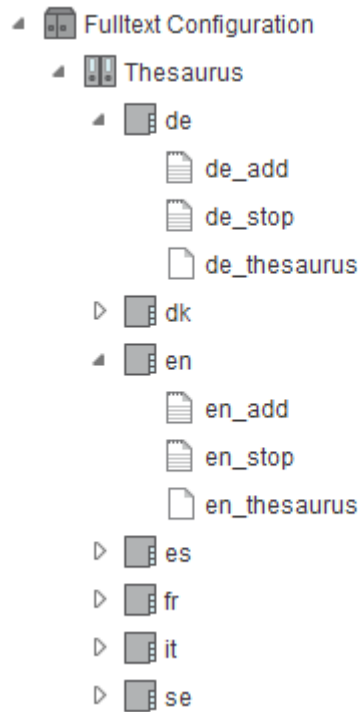 Fulltext Configuration
Thesaurus
de
de_add
de_stop
de_thesaurus
dk
en
en_add
en_stop
en_thesaurus
es
fr
it
se